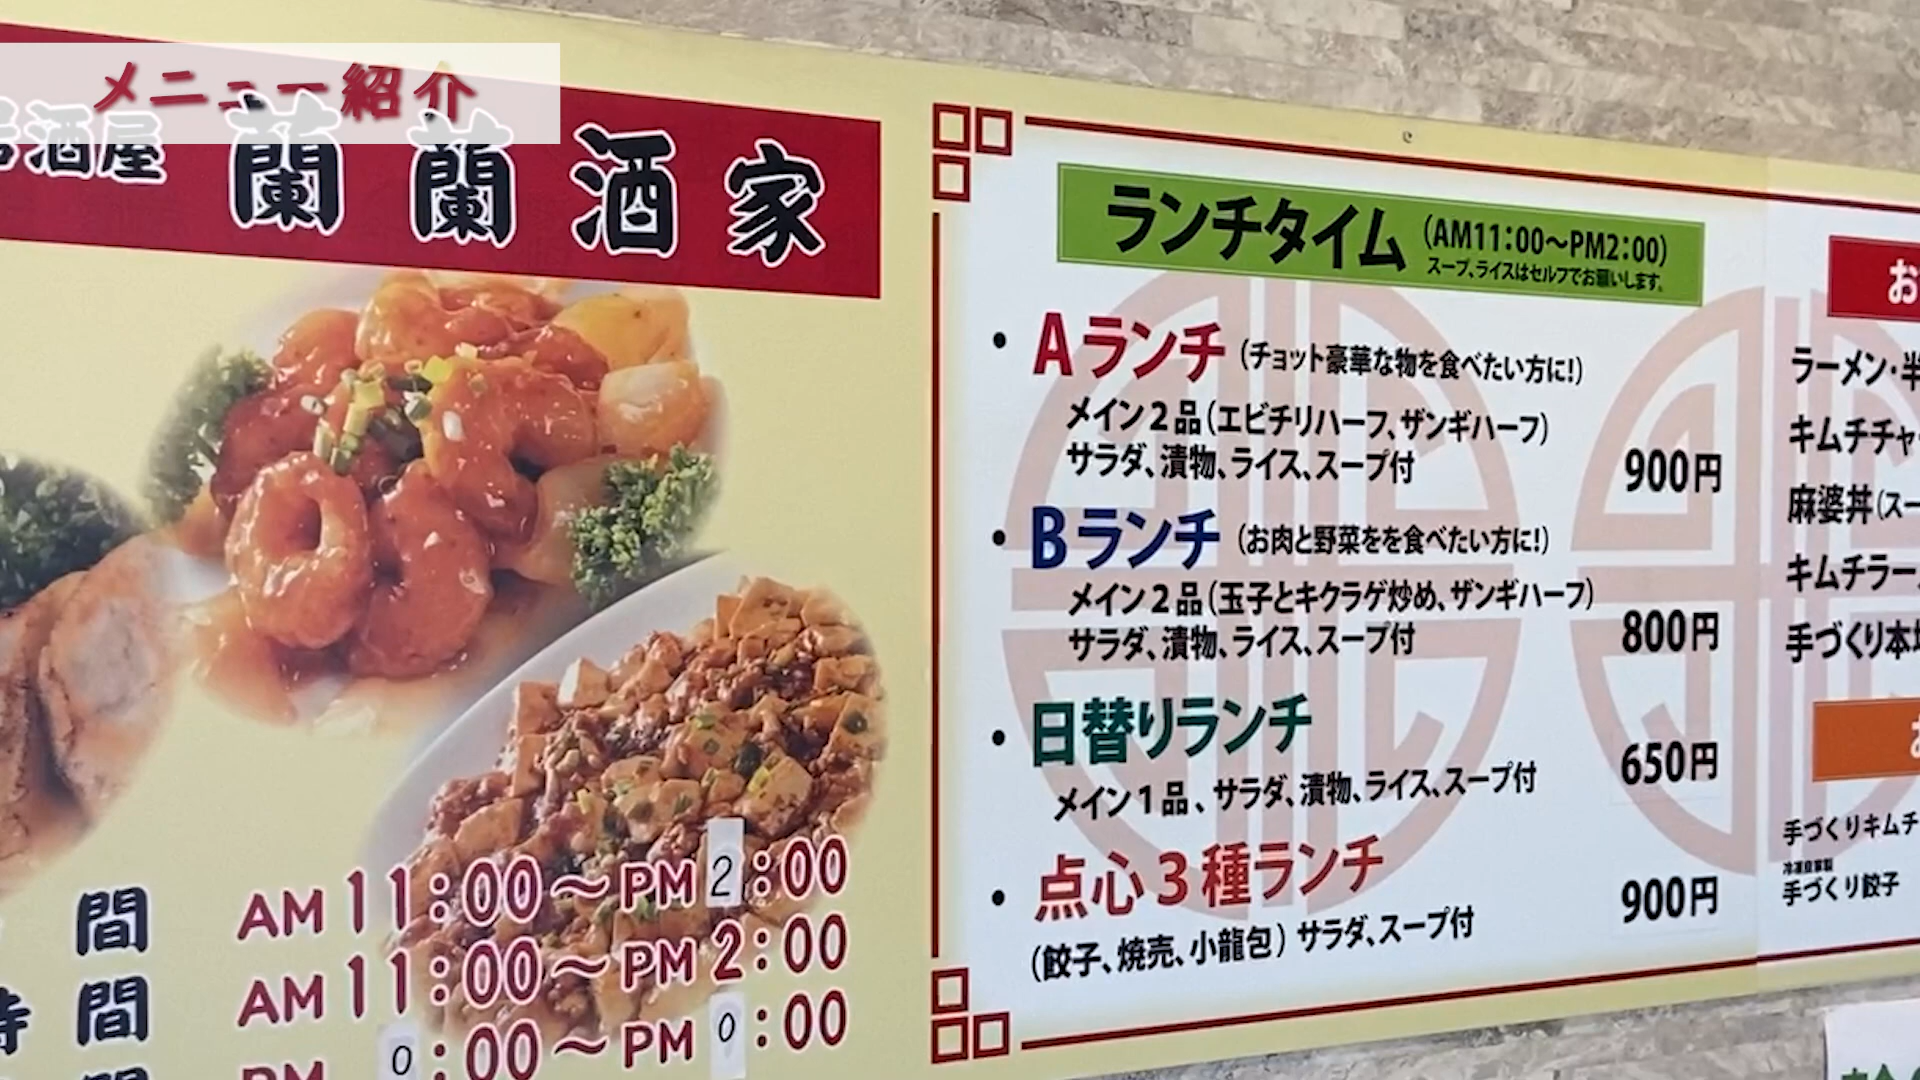 メニュー紹介
酒屋 蘭蘭酒家
間 AM11:00～PM2:00
時間 AM11:00～PM2:00
PM 0:00～PM 0:00
ランチタイム (AM11:00～PM2:00)
スープ、ライスはセルフでお願いします。
・Aランチ (チョット豪華な物を食べたい方に!)
メイン2品(エビチリハーフ、ザンギハーフ)
サラダ、漬物、ライス、スープ付 900円
・Bランチ (お肉と野菜をを食べたい方に!)
メイン2品(玉子とキクラゲ炒め、ザンギハーフ)
サラダ、漬物、ライス、スープ付 800円
・日替りランチ 650円
メイン1品、サラダ、漬物、ライス、スープ付
・点心3種ランチ 900円
(餃子、焼売、小龍包) サラダ、スープ付
お
ラーメン・半
キムチチャ
麻婆丼(スー
キムチラー
手づくり本
手づくりキムチ
冷凍自家製
手づくり餃子